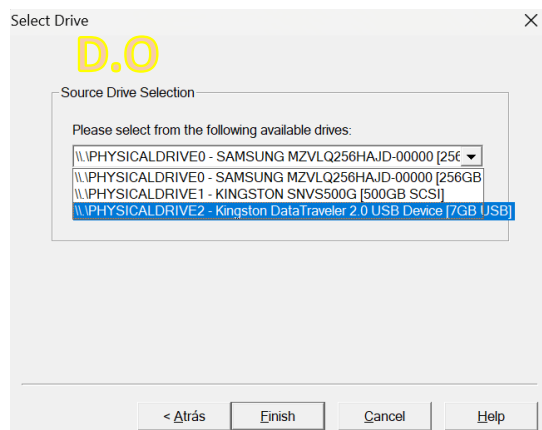 Select Drive
D.O
Source Drive Selection
Please select from the following available drives:
\\.\PHYSICALDRIVE0 - SAMSUNG MZVLQ256HAJD-00000 [256
\\.\PHYSICALDRIVE0 - SAMSUNG MZVLQ256HAJD-00000 [256GB
\\.\PHYSICALDRIVE1 - KINGSTON SNVS500G [500GB SCSI]
\\.\PHYSICALDRIVE2 - Kingston DataTraveler 2.0 USB Device [7GB USB]
< Atrás Finish Cancel Help